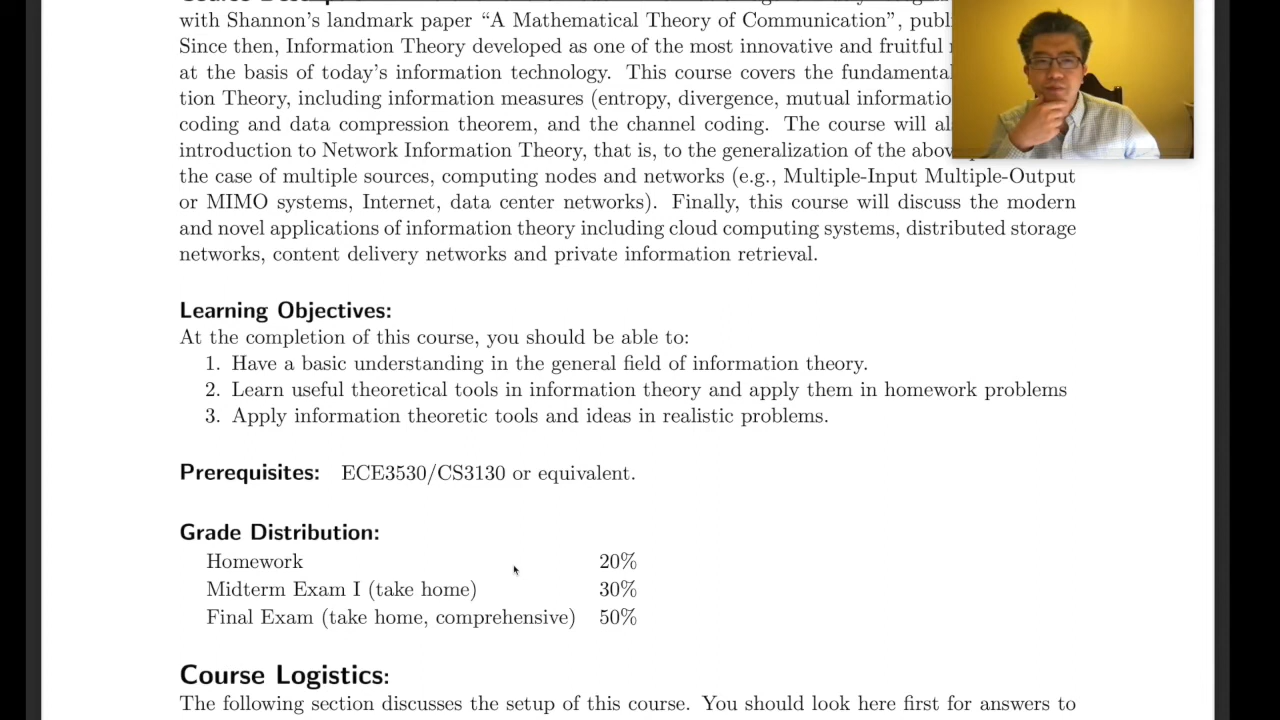 with Shannon's landmark paper “A Mathematical Theory of Communication”, publ
Since then, Information Theory developed as one of the most innovative and fruitful
at the basis of today's information technology. This course covers the fundamental
tion Theory, including information measures (entropy, divergence, mutual informatio
coding and data compression theorem, and the channel coding. The course will al
introduction to Network Information Theory, that is, to the generalization of the abov
the case of multiple sources, computing nodes and networks (e.g., Multiple-Input Multiple-Output
or MIMO systems, Internet, data center networks). Finally, this course will discuss the modern
and novel applications of information theory including cloud computing systems, distributed storage
networks, content delivery networks and private information retrieval.
Learning Objectives:
At the completion of this course, you should be able to:
1. Have a basic understanding in the general field of information theory.
2. Learn useful theoretical tools in information theory and apply them in homework problems
3. Apply information theoretic tools and ideas in realistic problems.
Prerequisites: ECE3530/CS3130 or equivalent.
Grade Distribution:
Homework 20%
Midterm Exam I (take home) 30%
Final Exam (take home, comprehensive) 50%
Course Logistics:
The following section discusses the setup of this course. You should look here first for answers to